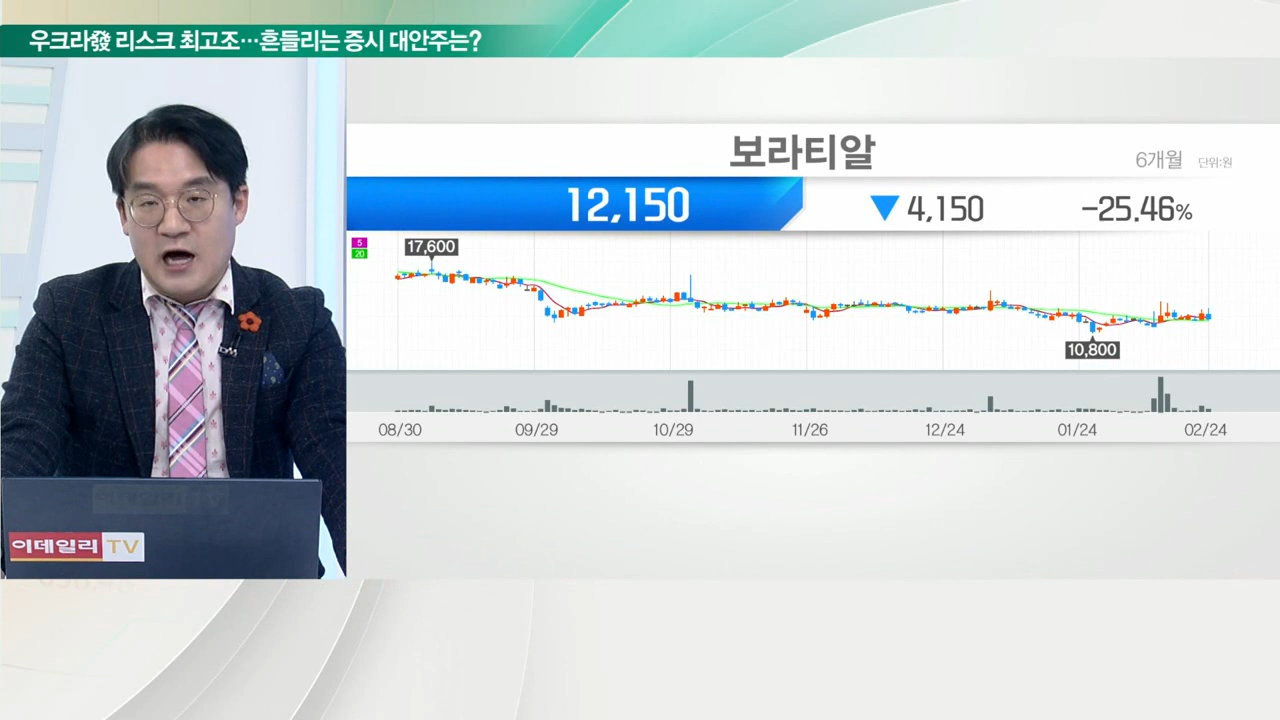 우크라發 리스크 최고조…흔들리는 증시 대안주는?
보라티알
6개월 단위:원
12,150 ▼ 4,150 -25.46%
5
20
17,600
10,800
08/30 09/29 10/29 11/26 12/24 01/24 02/24
이데일리 TV